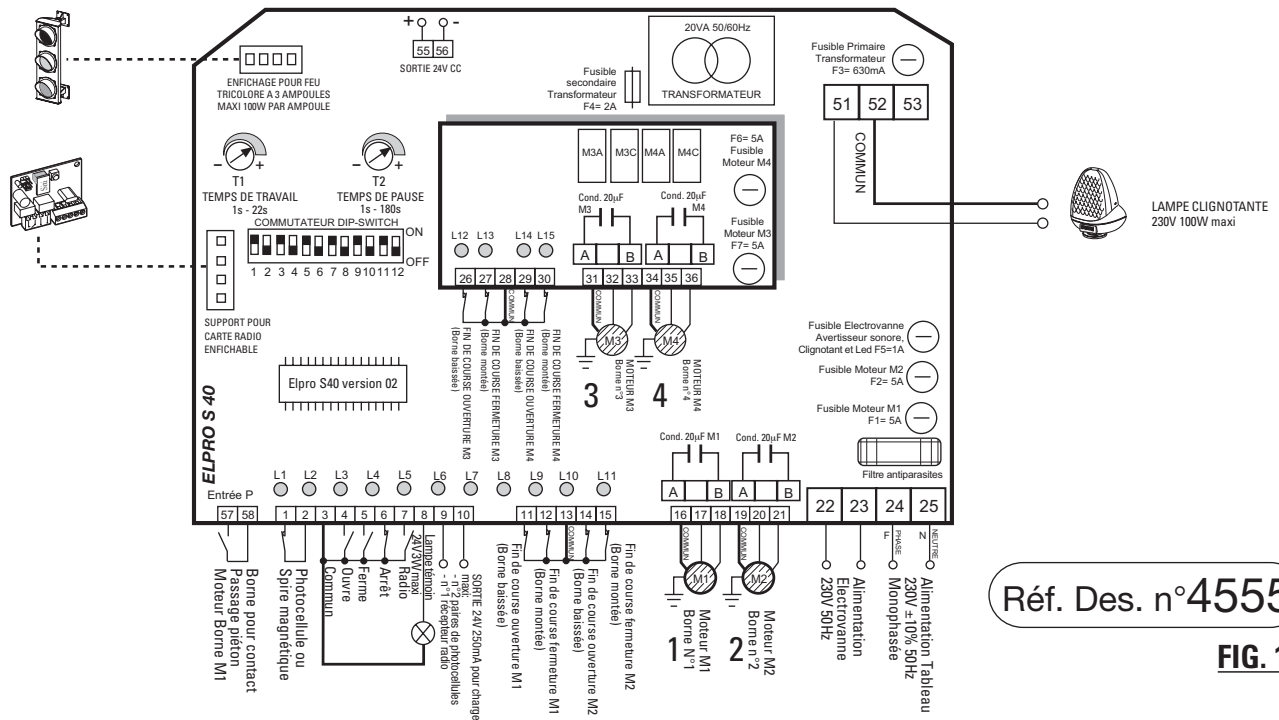 + -
55 56
SORTIE 24V CC
20VA 50/60Hz
TRANSFORMATEUR
Fusible
secondaire
Transformateur
F4= 2A
Fusible Primaire
Transformateur
F3= 630mA
51 52 53
COMMUN
LAMPE CLIGNOTANTE
230V 100W maxi
ENFICHAGE POUR FEU
TRICOLORE A 3 AMPOULES
MAXI 100W PAR AMPOULE
- +
T1
TEMPS DE TRAVAIL
1s - 22s
- +
T2
TEMPS DE PAUSE
1s - 180s
COMMUTATEUR DIP-SWITCH
ON
OFF
1 2 3 4 5 6 7 8 9 10 11 12
SUPPORT POUR
CARTE RADIO
ENFICHABLE
M3A M3C M4A M4C
F6= 5A
Fusible
Moteur M4
Fusible
Moteur M3
F7= 5A
Cond. 20µF
M3
Cond. 20µF
M4
A B A B
L12 L13 L14 L15
26 27 28 29 30
31 32 33 34 35 36
COMMUN
COMMUN
COMMUN
FIN DE COURSE OUVERTURE M3
(Borne baissée)
FIN DE COURSE FERMETURE M3
(Borne montée)
FIN DE COURSE OUVERTURE M4
(Borne baissée)
FIN DE COURSE FERMETURE M4
(Borne montée)
M3
3
MOTEUR M3
Borne n°3
M4
4
MOTEUR M4
Borne n°4
Elpro S40 version 02
ELPRO S 40
Fusible Electrovanne
Avertisseur sonore,
Clignotant et Led F5=1A
Fusible Moteur M2
F2= 5A
Fusible Moteur M1
F1= 5A
Filtre antiparasites
Cond. 20µF M1
Cond. 20µF M2
A B A B
L1 L2 L3 L4 L5 L6 L7 L8 L9 L10 L11
Entrée P
57 58
1 2 3 4 5 6 7 8 9 10
11 12 13 14 15
16 17 18 19 20 21
22 23 24 25
Borne pour contact
Passage piéton
Moteur Borne M1
Photocellule ou
Spire magnétique
Commun
Ouvre
Ferme
Arrêt
Radio
Lampe témoin
24V 3W maxi
SORTIE 24V 250mA pour charge
maxi:
- n°2 paires de photocellules
- n°1 récepteur radio
COMMUN
Fin de course ouverture M1
(Borne baissée)
Fin de course fermeture M1
(Borne montée)
Fin de course ouverture M2
(Borne baissée)
Fin de course fermeture M2
(Borne montée)
COMMUN
M1
1
Moteur M1
Borne N°1
COMMUN
M2
2
Moteur M2
Borne n°2
Alimentation
Electrovanne
230V 50Hz
F PHASE
N NEUTRE
Alimentation Tableau
230V ±10% 50Hz
Monophasée
Réf. Des. n°4555
FIG. 1